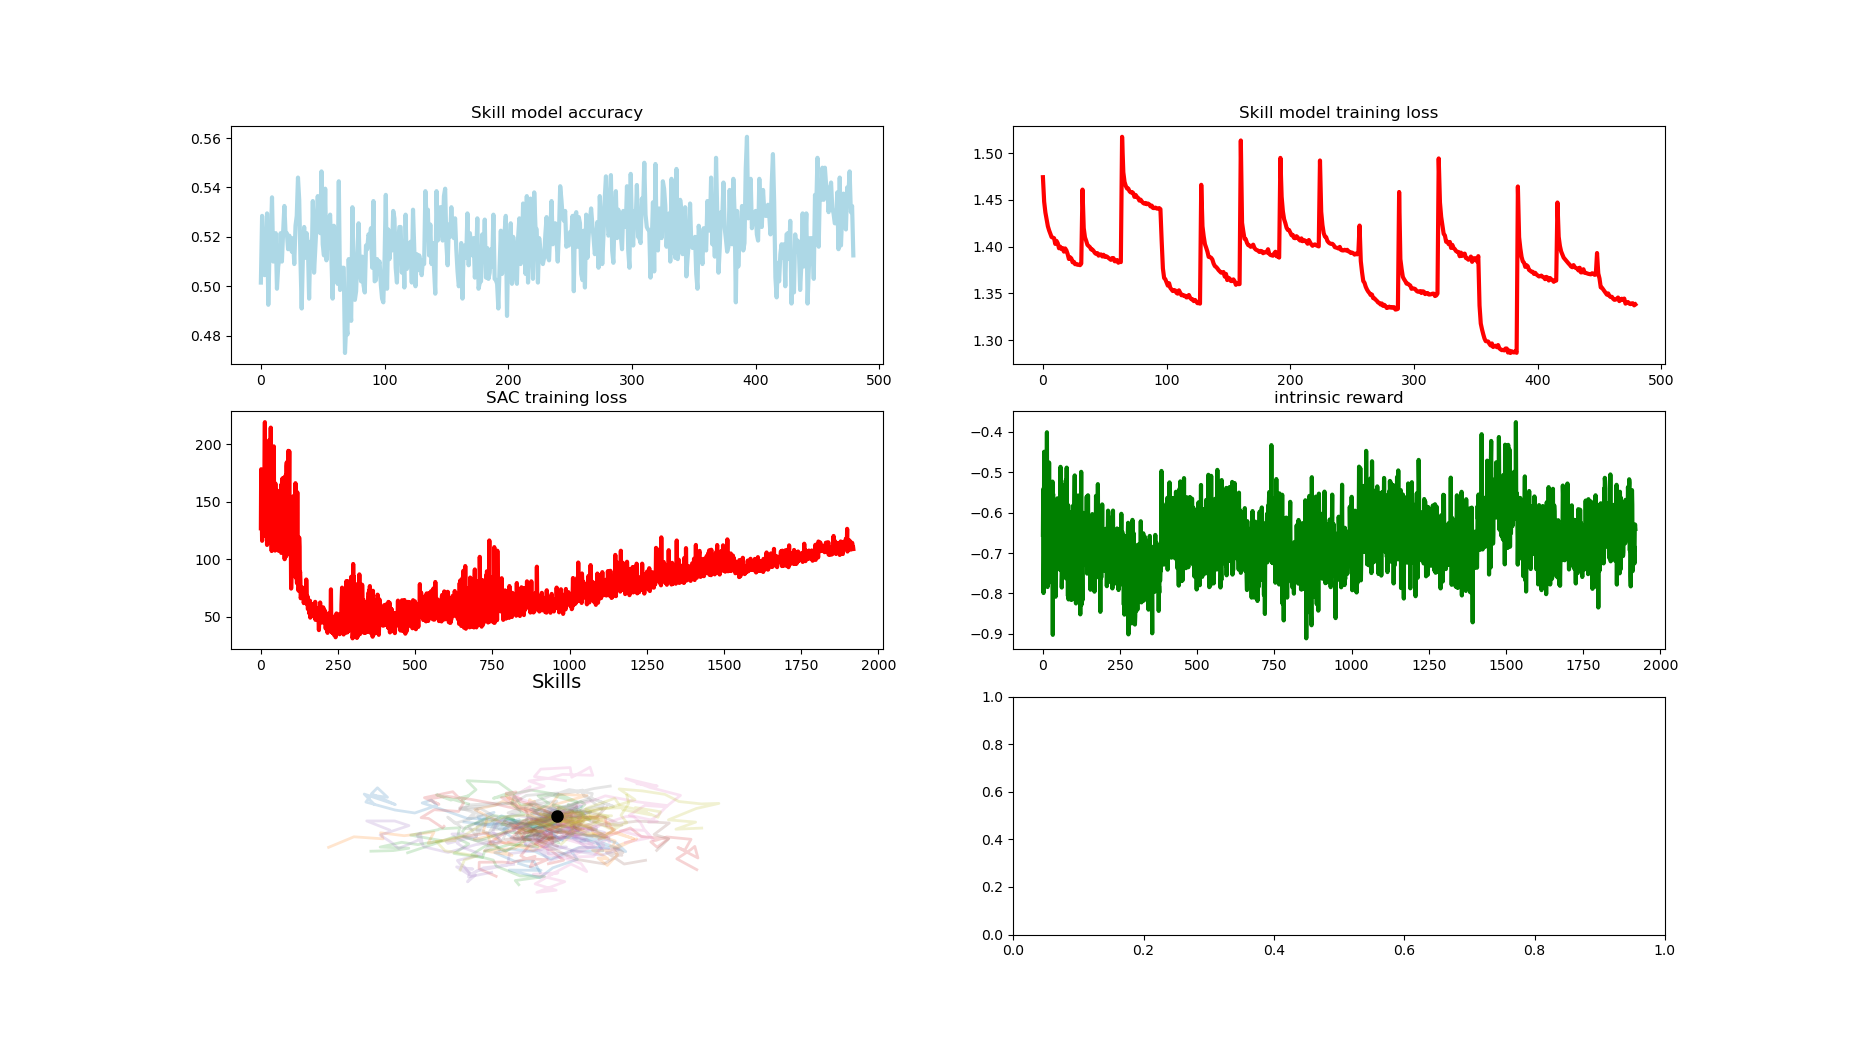 Skill model accuracy
0.56
0.54
0.52
0.50
0.48
0 100 200 300 400 500
Skill model training loss
1.50
1.45
1.40
1.35
1.30
0 100 200 300 400 500
SAC training loss
200
150
100
50
0 250 500 750 1000 1250 1500 1750 2000
intrinsic reward
−0.4
−0.5
−0.6
−0.7
−0.8
−0.9
0 250 500 750 1000 1250 1500 1750 2000
Skills
1.0
0.8
0.6
0.4
0.2
0.0
0.0 0.2 0.4 0.6 0.8 1.0